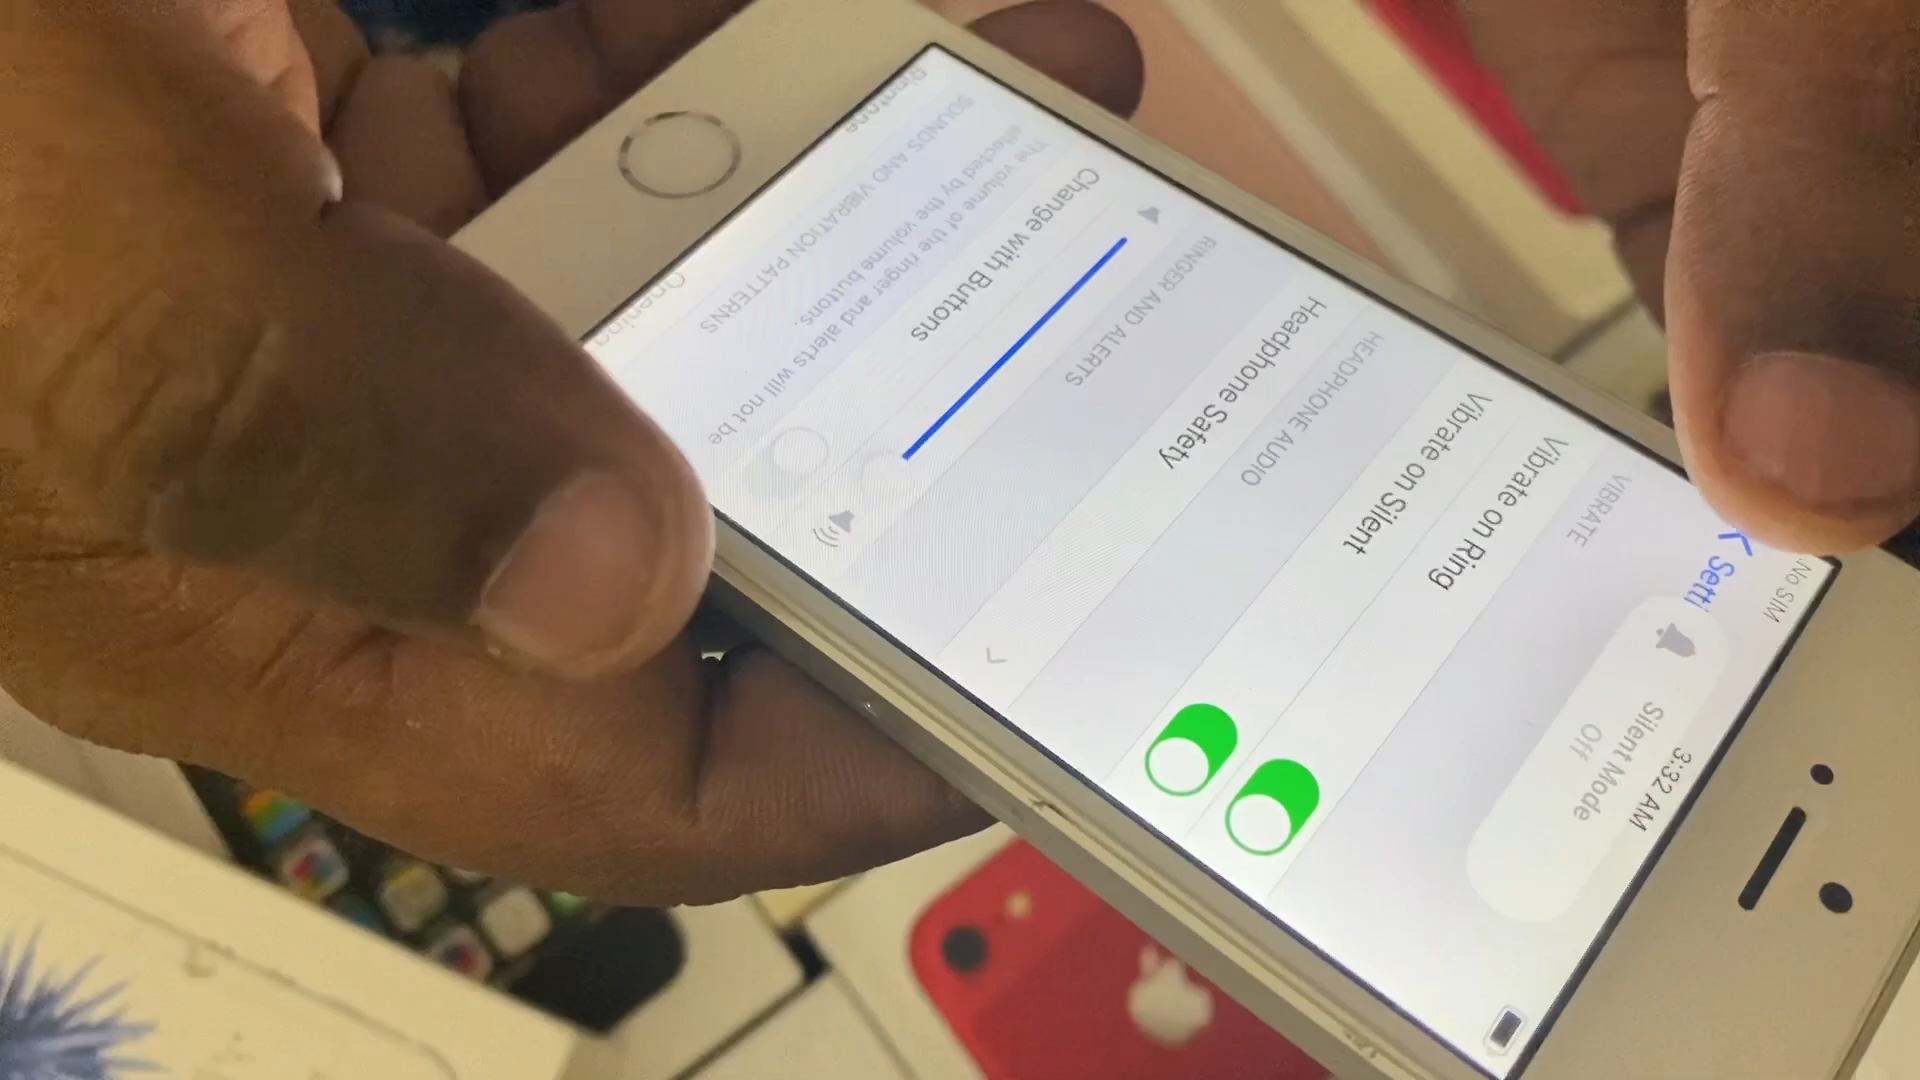 No SIM
3:32 AM
Setti
Silent Mode
Off
VIBRATE
Vibrate on Ring
Vibrate on Silent
HEADPHONE AUDIO
Headphone Safety
RINGER AND ALERTS
Change with Buttons
The volume of the ringer and alerts will not be
affected by the volume buttons.
SOUNDS AND VIBRATION PATTERNS
Ringtone
Opening